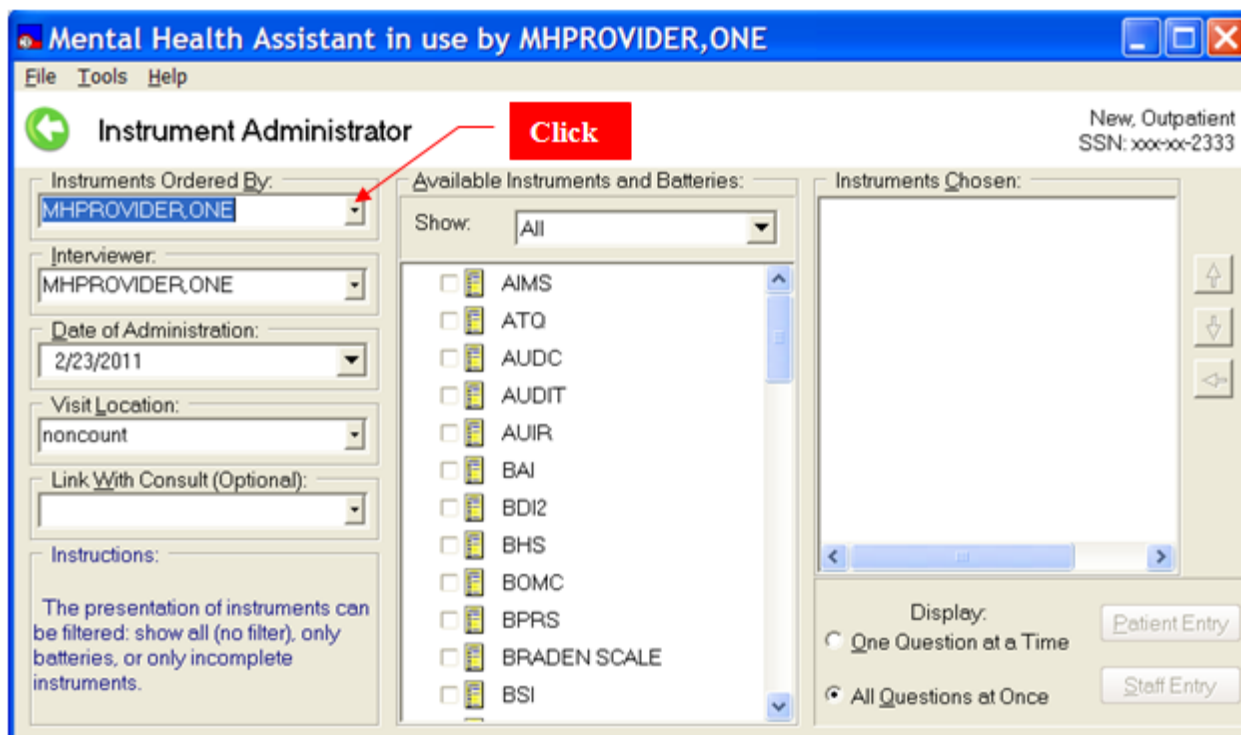 Mental Health Assistant in use by MHPROVIDER,ONE
File Tools Help
Instrument Administrator
Click
New, Outpatient
SSN: xxx-xx-2333
Instruments Ordered By:
MHPROVIDER,ONE
Interviewer:
MHPROVIDER,ONE
Date of Administration:
2/23/2011
Visit Location:
noncount
Link With Consult (Optional):
Instructions:
The presentation of instruments can
be filtered: show all (no filter), only
batteries, or only incomplete
instruments.
Available Instruments and Batteries:
Show: All
AIMS
ATQ
AUDC
AUDIT
AUIR
BAI
BDI2
BHS
BOMC
BPRS
BRADEN SCALE
BSI
Instruments Chosen:
Display:
One Question at a Time
All Questions at Once
Patient Entry
Staff Entry